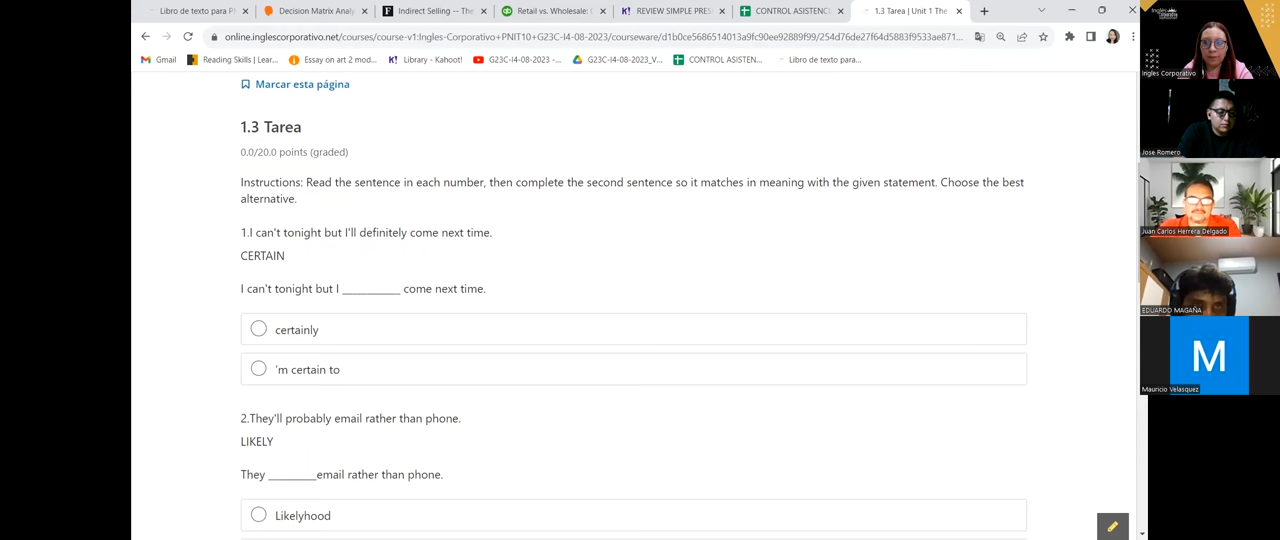 Libro de texto para P
Decision Matrix Analy
Indirect Selling -- The
Retail vs. Wholesale: C
REVIEW SIMPLE PRES
CONTROL ASISTENCI
1.3 Tarea | Unit 1 The
online.inglescorporativo.net/courses/course-v1:Ingles-Corporativo+PNIT10+G23C-I4-08-2023/courseware/d1b0ce5686514013a9fc90ee92889f99/254d76de27f64d5883f9533ae871...
Gmail
Reading Skills | Lear...
Essay on art 2 mod...
Library - Kahoot!
G23C-I4-08-2023 -...
G23C-I4-08-2023_V...
CONTROL ASISTEN...
Libro de texto para...
Marcar esta página
1.3 Tarea
0.0/20.0 points (graded)
Instructions: Read the sentence in each number, then complete the second sentence so it matches in meaning with the given statement. Choose the best
alternative.
1.I can't tonight but I'll definitely come next time.
CERTAIN
I can't tonight but I ___________ come next time.
certainly
'm certain to
2.They'll probably email rather than phone.
LIKELY
They _________email rather than phone.
Likelyhood
Ingles Corporativo
Jose Romero
Juan Carlos Herrera Delgado
EDUARDO MAGAÑA
M
Mauricio Velasquez